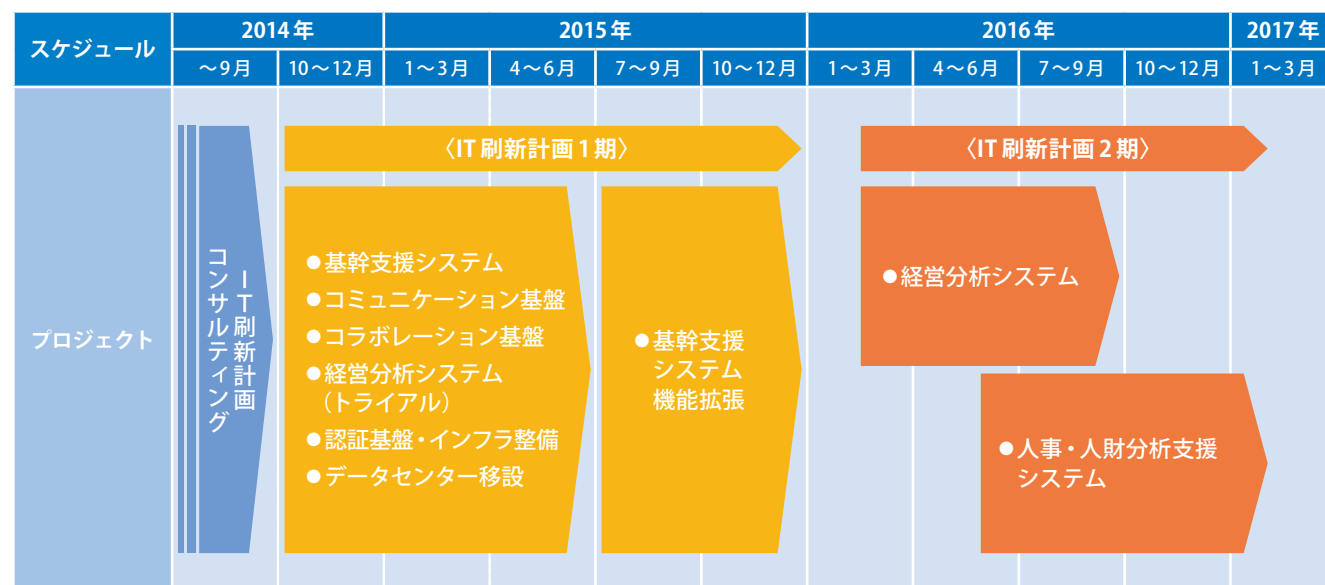 スケジュール
2014年
2015年
2016年
2017年
～9月
10～12月
1～3月
4～6月
7～9月
10～12月
1～3月
4～6月
7～9月
10～12月
1～3月
プロジェクト
IT刷新計画
コンサルティング
〈IT刷新計画1期〉
●基幹支援システム
●コミュニケーション基盤
●コラボレーション基盤
●経営分析システム
（トライアル）
●認証基盤・インフラ整備
●データセンター移設
●基幹支援
システム
機能拡張
〈IT刷新計画2期〉
●経営分析システム
●人事・人財分析支援
システム